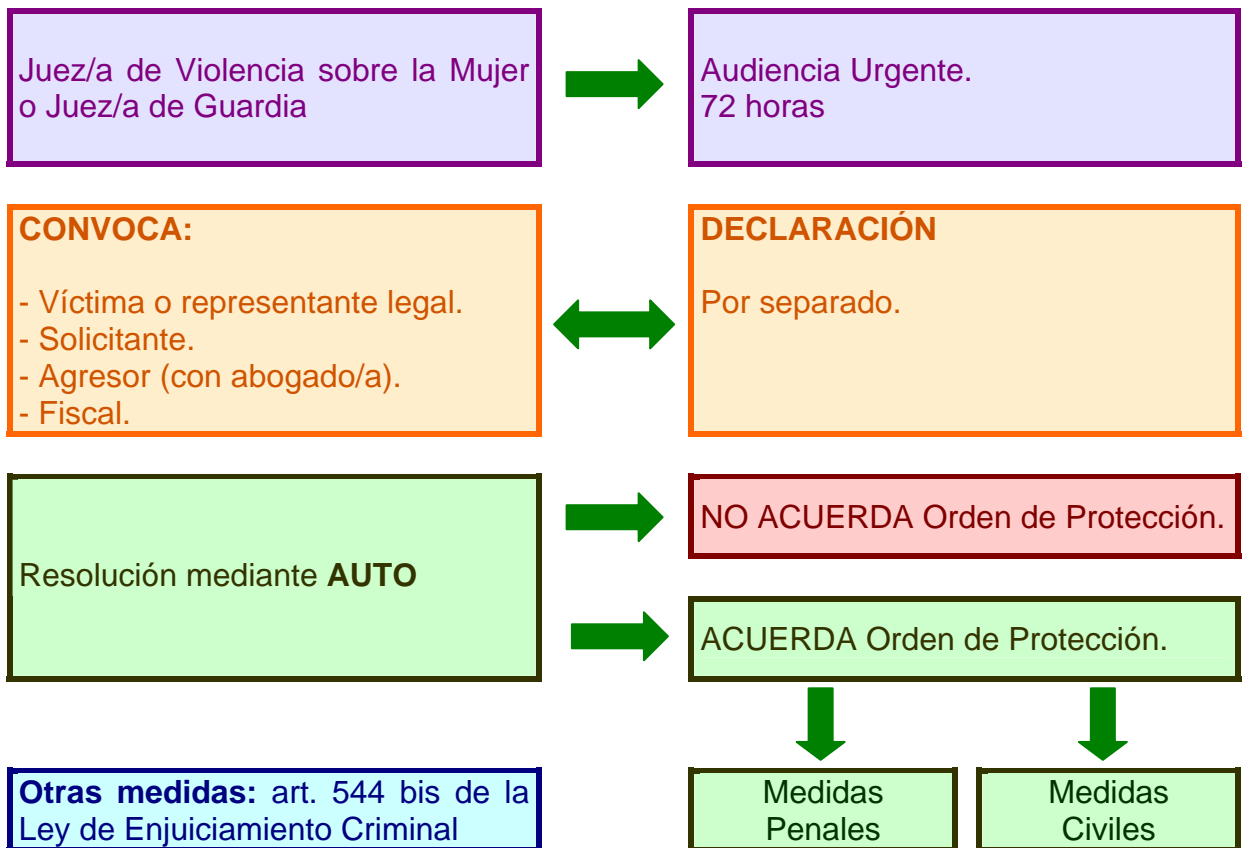 Juez/a de Violencia sobre la Mujer
o Juez/a de Guardia
Audiencia Urgente.
72 horas
CONVOCA:
- Víctima o representante legal.
- Solicitante.
- Agresor (con abogado/a).
- Fiscal.
DECLARACIÓN
Por separado.
Resolución mediante AUTO
NO ACUERDA Orden de Protección.
ACUERDA Orden de Protección.
Otras medidas: art. 544 bis de la
Ley de Enjuiciamiento Criminal
Medidas
Penales
Medidas
Civiles